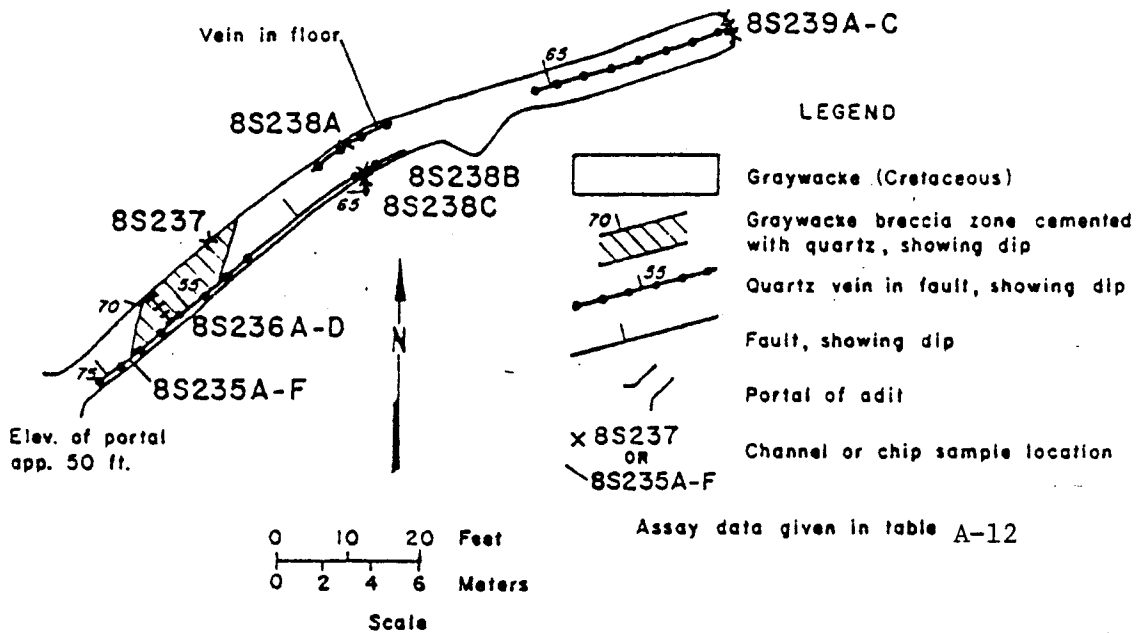 Vein in floor
65
8S239A-C
8S238A
8S238B
65
8S238C
8S237
55
70
8S236A-D
75
8S235A-F
Elev. of portal
app. 50 ft.
N
0 10 20 Feet
0 2 4 6 Meters
Scale
LEGEND
Graywacke (Cretaceous)
70
Graywacke breccia zone cemented
with quartz, showing dip
55
Quartz vein in fault, showing dip
Fault, showing dip
Portal of adit
x 8S237
OR
8S235A-F
Channel or chip sample location
Assay data given in table A-12